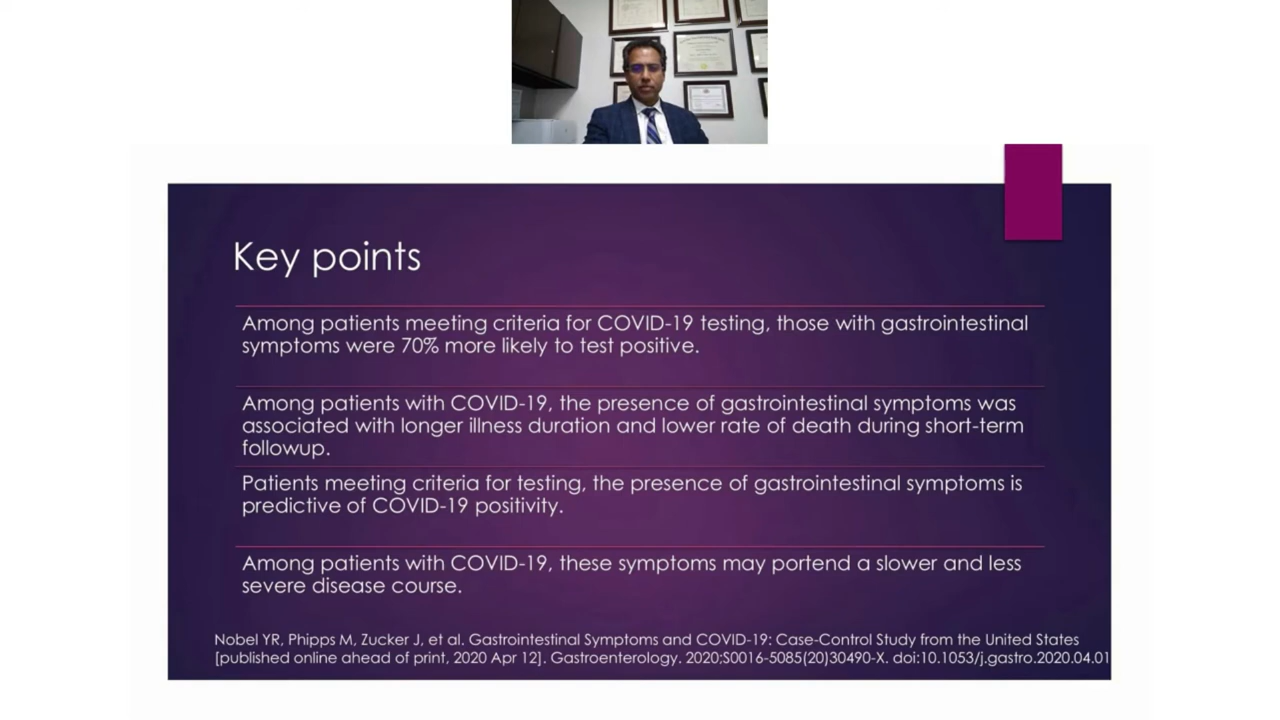 Key points
Among patients meeting criteria for COVID-19 testing, those with gastrointestinal
symptoms were 70% more likely to test positive.
Among patients with COVID-19, the presence of gastrointestinal symptoms was
associated with longer illness duration and lower rate of death during short-term
followup.
Patients meeting criteria for testing, the presence of gastrointestinal symptoms is
predictive of COVID-19 positivity.
Among patients with COVID-19, these symptoms may portend a slower and less
severe disease course.
Nobel YR, Phipps M, Zucker J, et al. Gastrointestinal Symptoms and COVID-19: Case-Control Study from the United States
[published online ahead of print, 2020 Apr 12]. Gastroenterology. 2020;S0016-5085(20)30490-X. doi:10.1053/j.gastro.2020.04.01